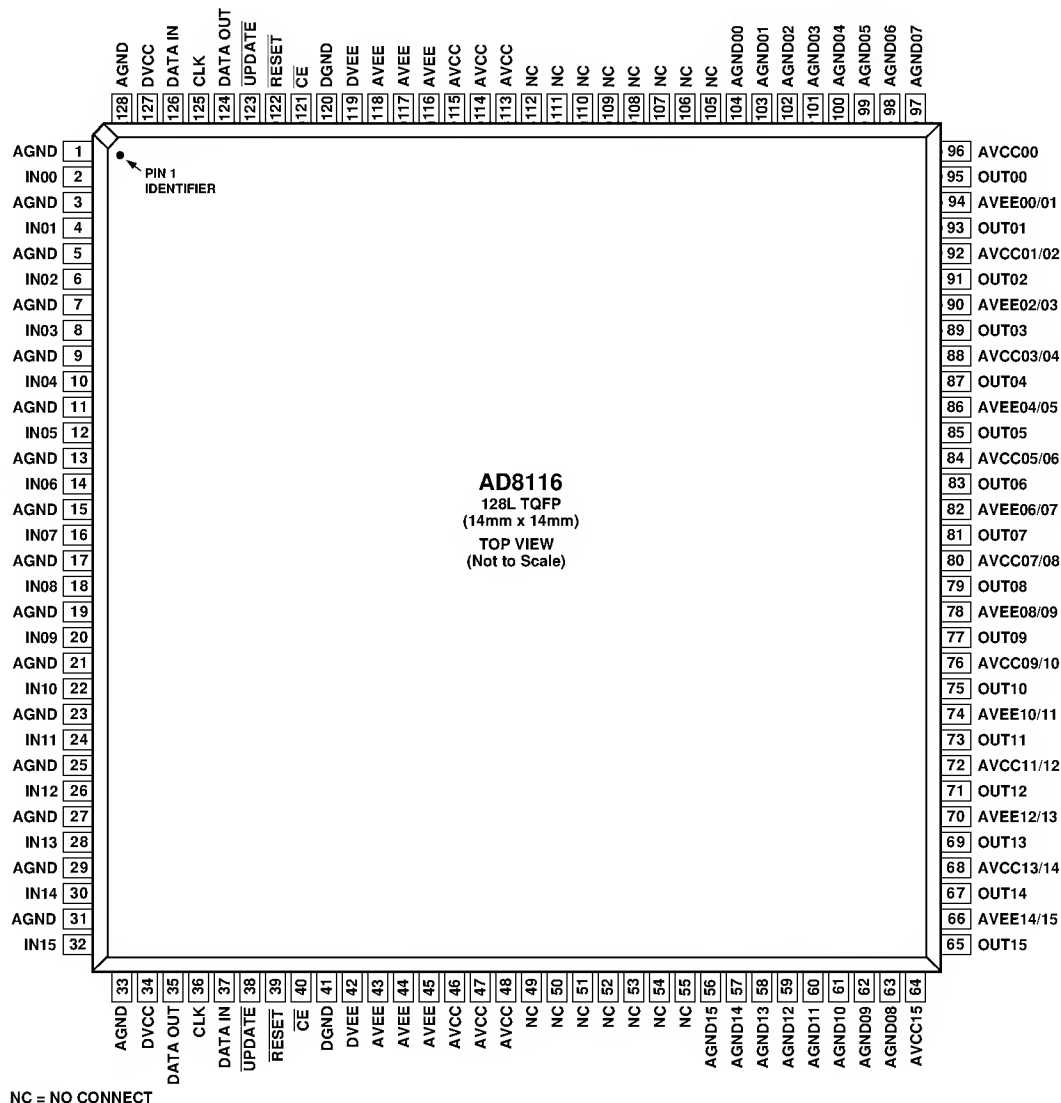 AGND DVCC DATA IN CLK DATA OUT UPDATE RESET CE DGND DVEE AVEE AVEE AVEE AVCC AVCC AVCC NC NC NC NC NC NC NC NC AGND00 AGND01 AGND02 AGND03 AGND04 AGND05 AGND06 AGND07
128 127 126 125 124 123 122 121 120 119 118 117 116 115 114 113 112 111 110 109 108 107 106 105 104 103 102 101 100 99 98 97
AGND 1
IN00 2
AGND 3
IN01 4
AGND 5
IN02 6
AGND 7
IN03 8
AGND 9
IN04 10
AGND 11
IN05 12
AGND 13
IN06 14
AGND 15
IN07 16
AGND 17
IN08 18
AGND 19
IN09 20
AGND 21
IN10 22
AGND 23
IN11 24
AGND 25
IN12 26
AGND 27
IN13 28
AGND 29
IN14 30
AGND 31
IN15 32
PIN 1
IDENTIFIER
AD8116
128L TQFP
(14mm x 14mm)
TOP VIEW
(Not to Scale)
96 AVCC00
95 OUT00
94 AVEE00/01
93 OUT01
92 AVCC01/02
91 OUT02
90 AVEE02/03
89 OUT03
88 AVCC03/04
87 OUT04
86 AVEE04/05
85 OUT05
84 AVCC05/06
83 OUT06
82 AVEE06/07
81 OUT07
80 AVCC07/08
79 OUT08
78 AVEE08/09
77 OUT09
76 AVCC09/10
75 OUT10
74 AVEE10/11
73 OUT11
72 AVCC11/12
71 OUT12
70 AVEE12/13
69 OUT13
68 AVCC13/14
67 OUT14
66 AVEE14/15
65 OUT15
33 34 35 36 37 38 39 40 41 42 43 44 45 46 47 48 49 50 51 52 53 54 55 56 57 58 59 60 61 62 63 64
AGND DVCC DATA OUT CLK DATA IN UPDATE RESET CE DGND DVEE AVEE AVEE AVEE AVCC AVCC AVCC NC NC NC NC NC NC NC AGND15 AGND14 AGND13 AGND12 AGND11 AGND10 AGND09 AGND08 AVCC15
NC = NO CONNECT